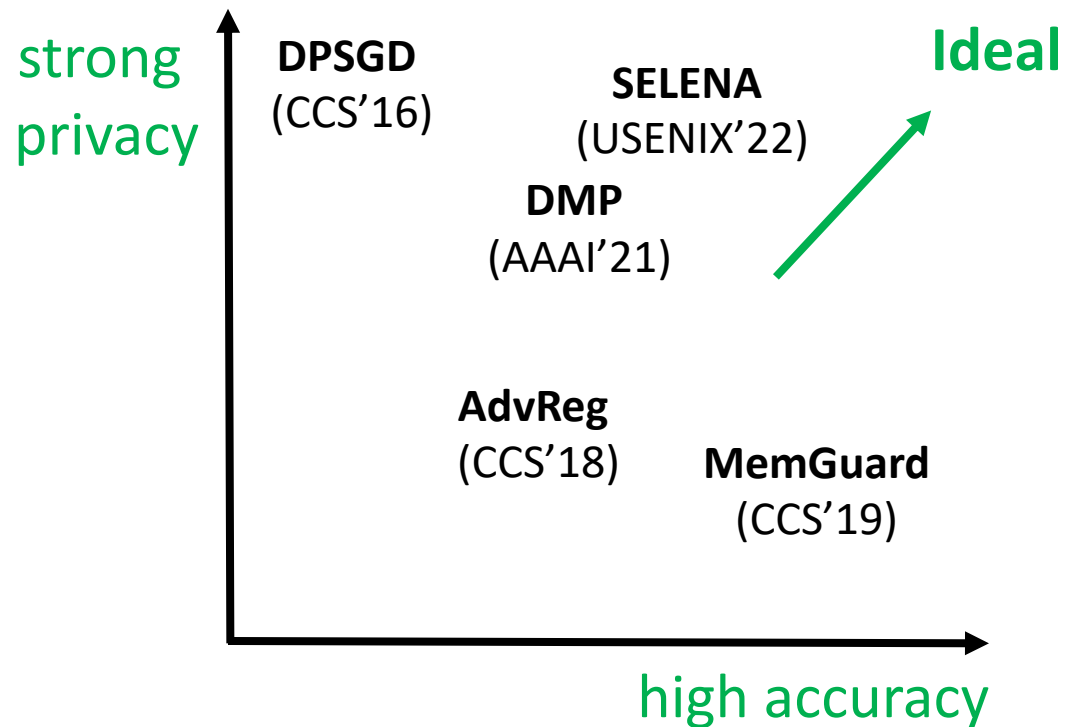 strong
privacy
DPSGD
(CCS’16)
SELENA
(USENIX’22)
Ideal
DMP
(AAAI’21)
AdvReg
(CCS’18)
MemGuard
(CCS’19)
high accuracy